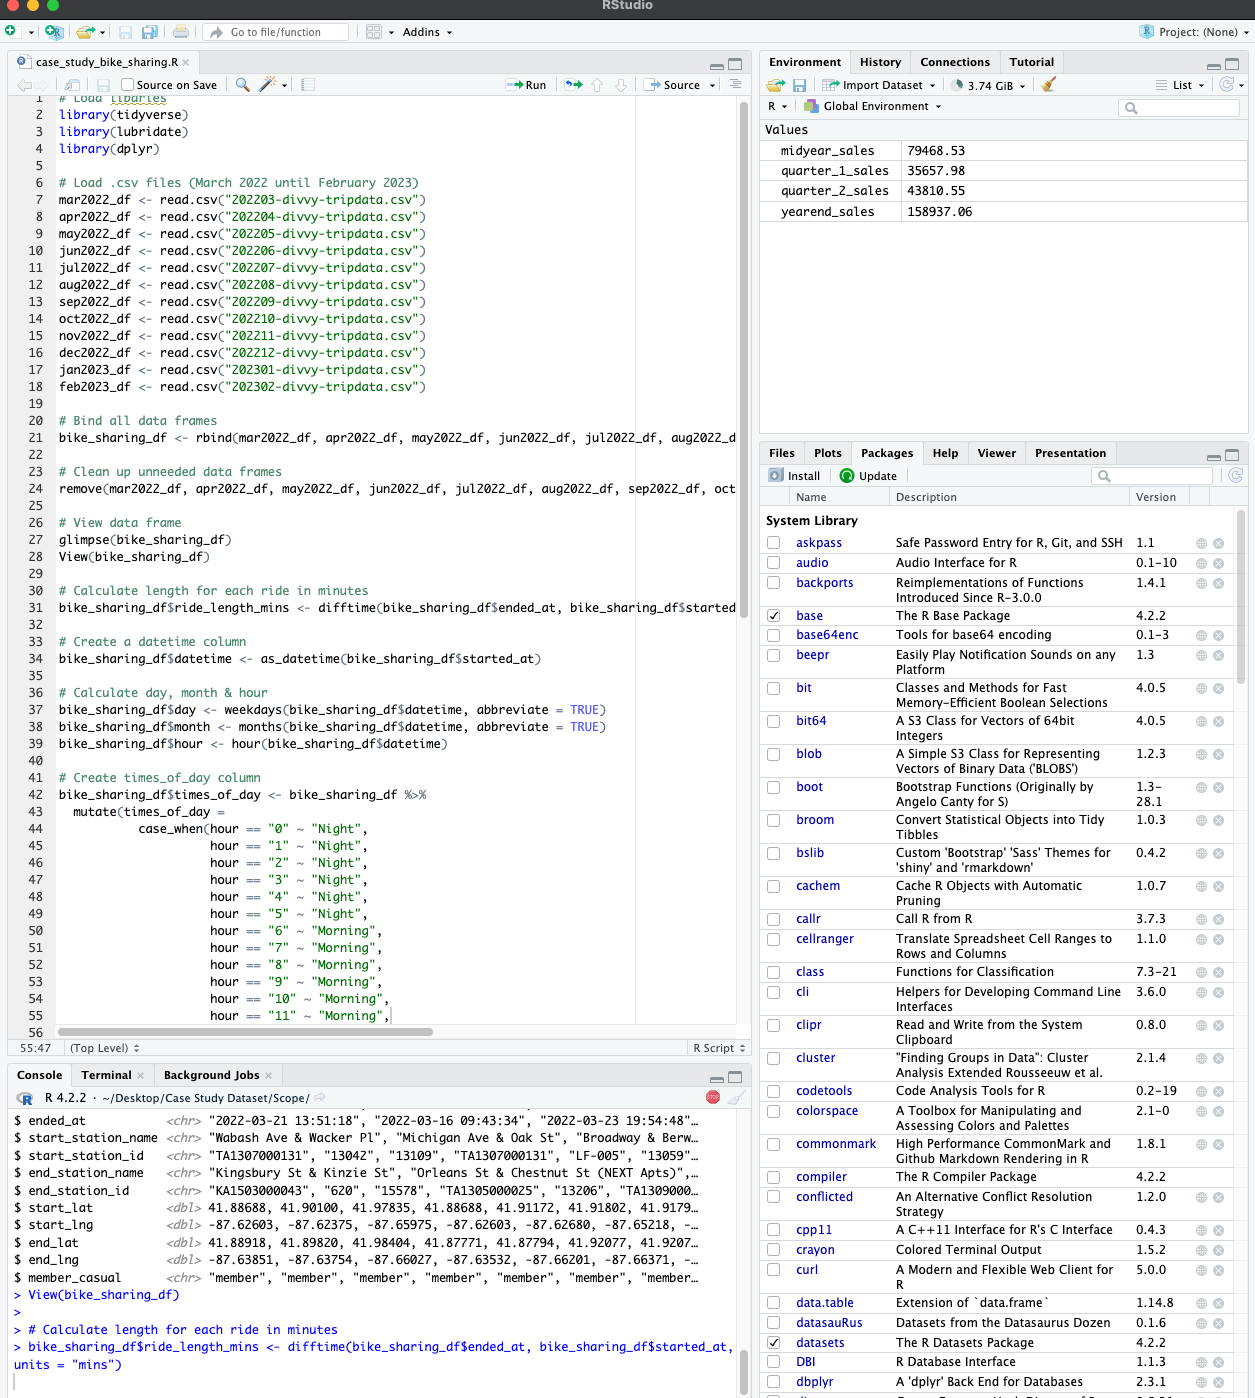 RStudio
Go to file/function
Addins
Project: (None)
case_study_bike_sharing.R
Source on Save
Run
Source
1 # Load libaries
2 library(tidyverse)
3 library(lubridate)
4 library(dplyr)
5
6 # Load .csv files (March 2022 until February 2023)
7 mar2022_df <- read.csv("202203-divvy-tripdata.csv")
8 apr2022_df <- read.csv("202204-divvy-tripdata.csv")
9 may2022_df <- read.csv("202205-divvy-tripdata.csv")
10 jun2022_df <- read.csv("202206-divvy-tripdata.csv")
11 jul2022_df <- read.csv("202207-divvy-tripdata.csv")
12 aug2022_df <- read.csv("202208-divvy-tripdata.csv")
13 sep2022_df <- read.csv("202209-divvy-tripdata.csv")
14 oct2022_df <- read.csv("202210-divvy-tripdata.csv")
15 nov2022_df <- read.csv("202211-divvy-tripdata.csv")
16 dec2022_df <- read.csv("202212-divvy-tripdata.csv")
17 jan2023_df <- read.csv("202301-divvy-tripdata.csv")
18 feb2023_df <- read.csv("202302-divvy-tripdata.csv")
19
20 # Bind all data frames
21 bike_sharing_df <- rbind(mar2022_df, apr2022_df, may2022_df, jun2022_df, jul2022_df, aug2022_d
22
23 # Clean up unneeded data frames
24 remove(mar2022_df, apr2022_df, may2022_df, jun2022_df, jul2022_df, aug2022_df, sep2022_df, oct
25
26 # View data frame
27 glimpse(bike_sharing_df)
28 View(bike_sharing_df)
29
30 # Calculate length for each ride in minutes
31 bike_sharing_df$ride_length_mins <- difftime(bike_sharing_df$ended_at, bike_sharing_df$started
32
33 # Create a datetime column
34 bike_sharing_df$datetime <- as_datetime(bike_sharing_df$started_at)
35
36 # Calculate day, month & hour
37 bike_sharing_df$day <- weekdays(bike_sharing_df$datetime, abbreviate = TRUE)
38 bike_sharing_df$month <- months(bike_sharing_df$datetime, abbreviate = TRUE)
39 bike_sharing_df$hour <- hour(bike_sharing_df$datetime)
40
41 # Create times_of_day column
42 bike_sharing_df$times_of_day <- bike_sharing_df %>%
43 mutate(times_of_day =
44 case_when(hour == "0" ~ "Night",
45 hour == "1" ~ "Night",
46 hour == "2" ~ "Night",
47 hour == "3" ~ "Night",
48 hour == "4" ~ "Night",
49 hour == "5" ~ "Night",
50 hour == "6" ~ "Morning",
51 hour == "7" ~ "Morning",
52 hour == "8" ~ "Morning",
53 hour == "9" ~ "Morning",
54 hour == "10" ~ "Morning",
55 hour == "11" ~ "Morning",
56
55:47 (Top Level) R Script
Console Terminal Background Jobs
R 4.2.2 · ~/Desktop/Case Study Dataset/Scope/
STOP
$ ended_at <chr> "2022-03-21 13:51:18", "2022-03-16 09:43:34", "2022-03-23 19:54:48"…
$ start_station_name <chr> "Wabash Ave & Wacker Pl", "Michigan Ave & Oak St", "Broadway & Berw…
$ start_station_id <chr> "TA1307000131", "13042", "13109", "TA1307000131", "LF-005", "13059"…
$ end_station_name <chr> "Kingsbury St & Kinzie St", "Orleans St & Chestnut St (NEXT Apts)",…
$ end_station_id <chr> "KA1503000043", "620", "15578", "TA1305000025", "13206", "TA1309000…
$ start_lat <dbl> 41.88688, 41.90100, 41.97835, 41.88688, 41.91172, 41.91802, 41.9179…
$ start_lng <dbl> -87.62603, -87.62375, -87.65975, -87.62603, -87.62680, -87.65218, -…
$ end_lat <dbl> 41.88918, 41.89820, 41.98404, 41.87771, 41.87794, 41.92077, 41.9207…
$ end_lng <dbl> -87.63851, -87.63754, -87.66027, -87.63532, -87.66201, -87.66371, -…
$ member_casual <chr> "member", "member", "member", "member", "member", "member", "member…
> View(bike_sharing_df)
>
> # Calculate length for each ride in minutes
> bike_sharing_df$ride_length_mins <- difftime(bike_sharing_df$ended_at, bike_sharing_df$started_at,
units = "mins")
Environment History Connections Tutorial
Import Dataset 3.74 GiB List
R Global Environment
Values
midyear_sales 79468.53
quarter_1_sales 35657.98
quarter_2_sales 43810.55
yearend_sales 158937.06
Files Plots Packages Help Viewer Presentation
Install Update
Name Description Version
System Library
askpass Safe Password Entry for R, Git, and SSH 1.1
audio Audio Interface for R 0.1-10
backports Reimplementations of Functions 1.4.1
Introduced Since R-3.0.0
base The R Base Package 4.2.2
base64enc Tools for base64 encoding 0.1-3
beepr Easily Play Notification Sounds on any 1.3
Platform
bit Classes and Methods for Fast 4.0.5
Memory-Efficient Boolean Selections
bit64 A S3 Class for Vectors of 64bit 4.0.5
Integers
blob A Simple S3 Class for Representing 1.2.3
Vectors of Binary Data ('BLOBS')
boot Bootstrap Functions (Originally by 1.3-
Angelo Canty for S) 28.1
broom Convert Statistical Objects into Tidy 1.0.3
Tibbles
bslib Custom 'Bootstrap' 'Sass' Themes for 0.4.2
'shiny' and 'rmarkdown'
cachem Cache R Objects with Automatic 1.0.7
Pruning
callr Call R from R 3.7.3
cellranger Translate Spreadsheet Cell Ranges to 1.1.0
Rows and Columns
class Functions for Classification 7.3-21
cli Helpers for Developing Command Line 3.6.0
Interfaces
clipr Read and Write from the System 0.8.0
Clipboard
cluster "Finding Groups in Data": Cluster 2.1.4
Analysis Extended Rousseeuw et al.
codetools Code Analysis Tools for R 0.2-19
colorspace A Toolbox for Manipulating and 2.1-0
Assessing Colors and Palettes
commonmark High Performance CommonMark and 1.8.1
Github Markdown Rendering in R
compiler The R Compiler Package 4.2.2
conflicted An Alternative Conflict Resolution 1.2.0
Strategy
cpp11 A C++11 Interface for R's C Interface 0.4.3
crayon Colored Terminal Output 1.5.2
curl A Modern and Flexible Web Client for 5.0.0
R
data.table Extension of `data.frame` 1.14.8
datasauRus Datasets from the Datasaurus Dozen 0.1.6
datasets The R Datasets Package 4.2.2
DBI R Database Interface 1.1.3
dbplyr A 'dplyr' Back End for Databases 2.3.1